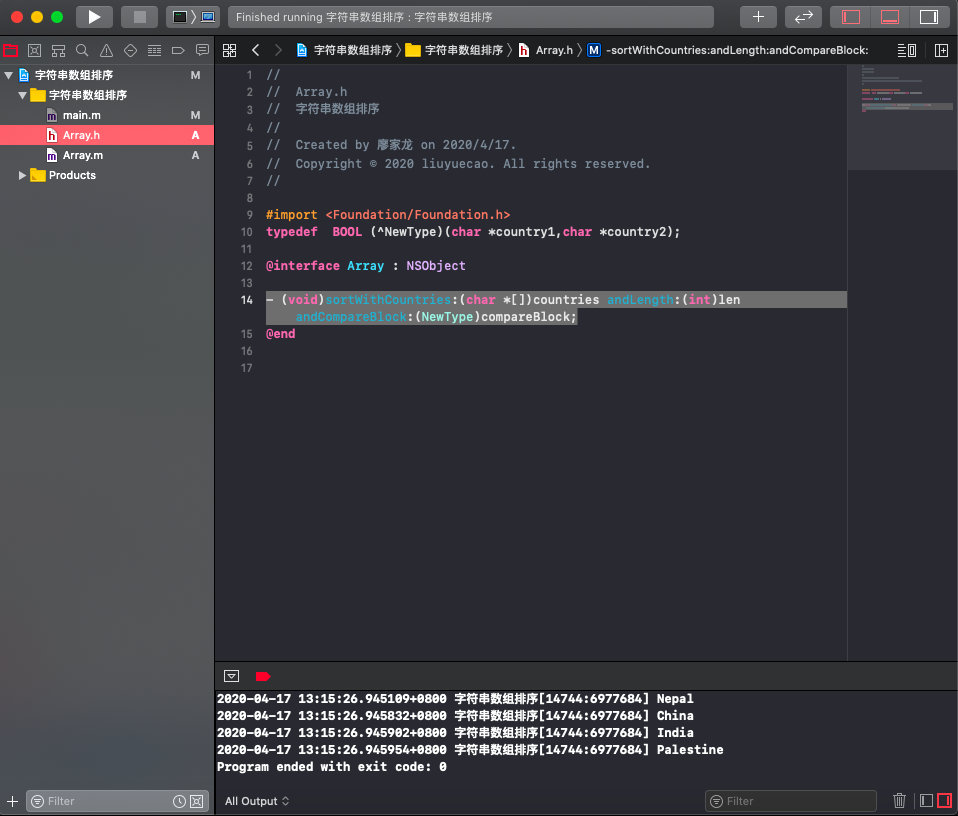 Finished running 字符串数组排序 : 字符串数组排序
字符串数组排序 〉 字符串数组排序 〉 h Array.h 〉 M -sortWithCountries:andLength:andCompareBlock:
字符串数组排序 M
字符串数组排序
m main.m M
h Array.h A
m Array.m A
Products
1 //
2 //  Array.h
3 //  字符串数组排序
4 //
5 //  Created by 廖家龙 on 2020/4/17.
6 //  Copyright © 2020 liuyuecao. All rights reserved.
7 //
8
9 #import <Foundation/Foundation.h>
10 typedef  BOOL (^NewType)(char *country1,char *country2);
11
12 @interface Array : NSObject
13
14 - (void)sortWithCountries:(char *[])countries andLength:(int)len
andCompareBlock:(NewType)compareBlock;
15 @end
16
17
2020-04-17 13:15:26.945109+0800 字符串数组排序[14744:6977684] Nepal
2020-04-17 13:15:26.945832+0800 字符串数组排序[14744:6977684] China
2020-04-17 13:15:26.945902+0800 字符串数组排序[14744:6977684] India
2020-04-17 13:15:26.945954+0800 字符串数组排序[14744:6977684] Palestine
Program ended with exit code: 0
Filter
All Output
Filter